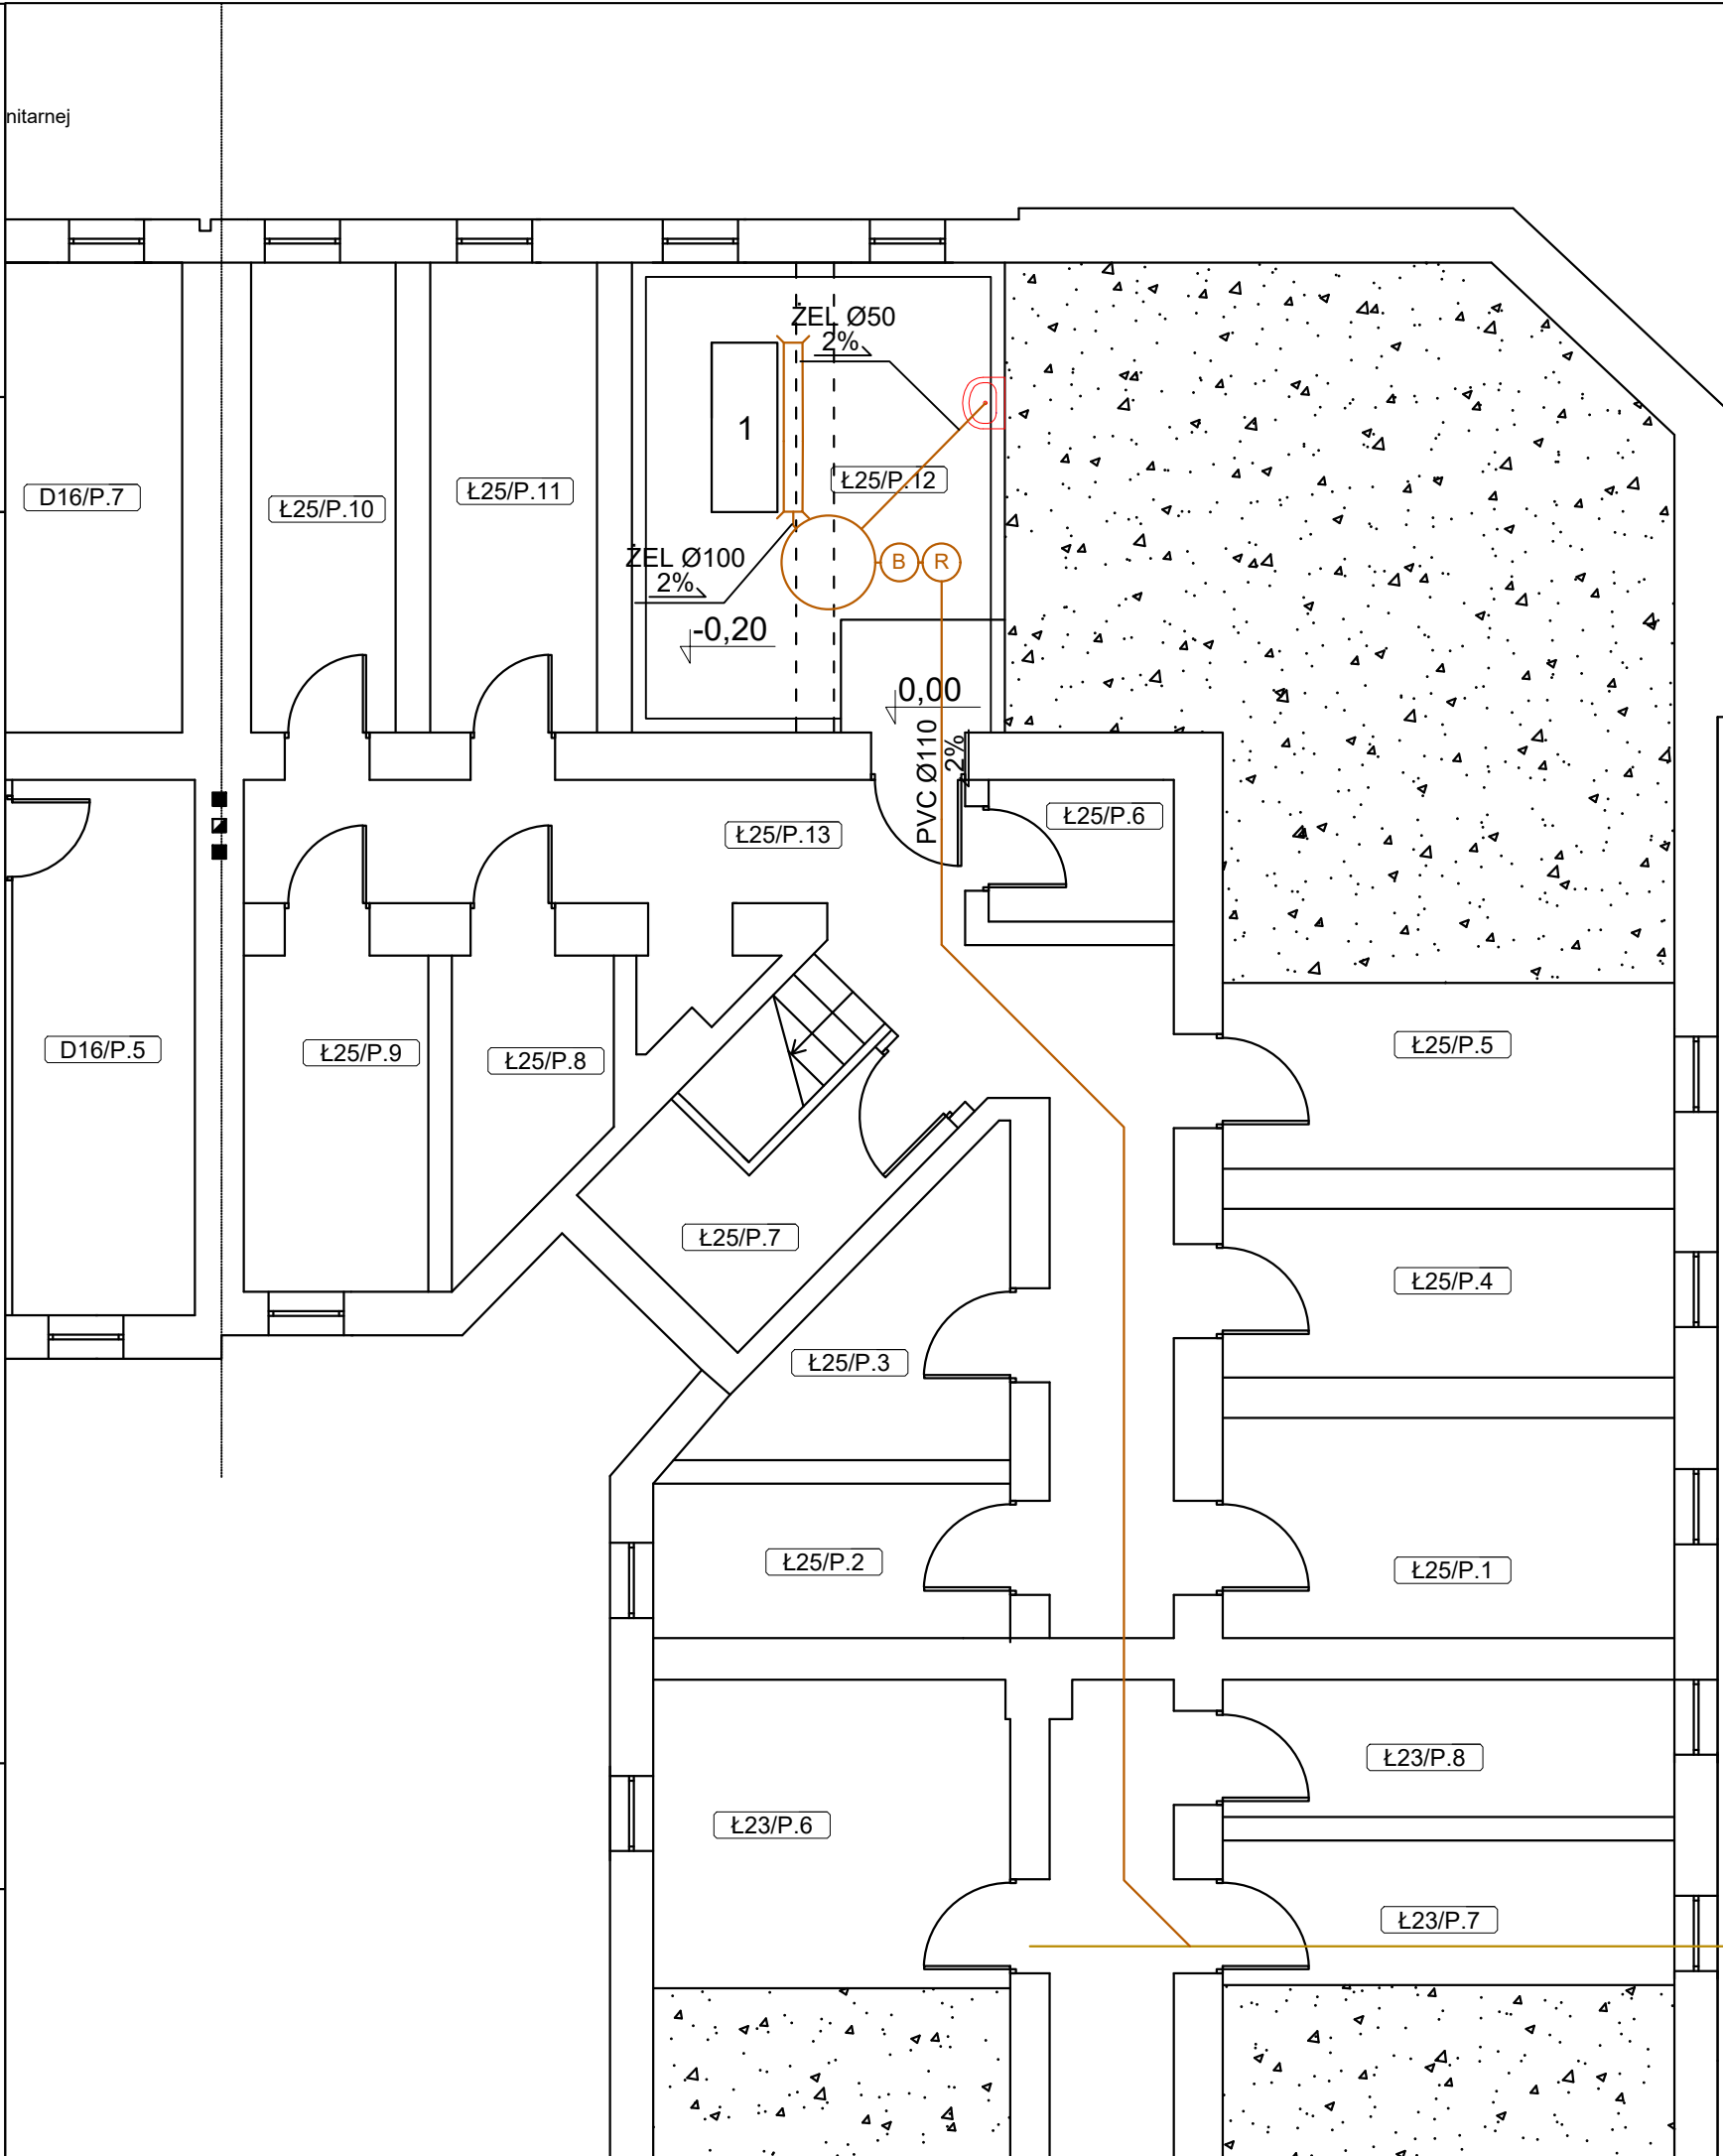 nitarnej
ŻEL Ø50
2%
1
D16/P.7
Ł25/P.10
Ł25/P.11
Ł25/P.12
ŻEL Ø100
2%
B
R
-0,20
0,00
PVC Ø110
2%
Ł25/P.13
Ł25/P.6
D16/P.5
Ł25/P.9
Ł25/P.8
Ł25/P.5
Ł25/P.7
Ł25/P.4
Ł25/P.3
Ł25/P.2
Ł25/P.1
Ł23/P.8
Ł23/P.6
Ł23/P.7